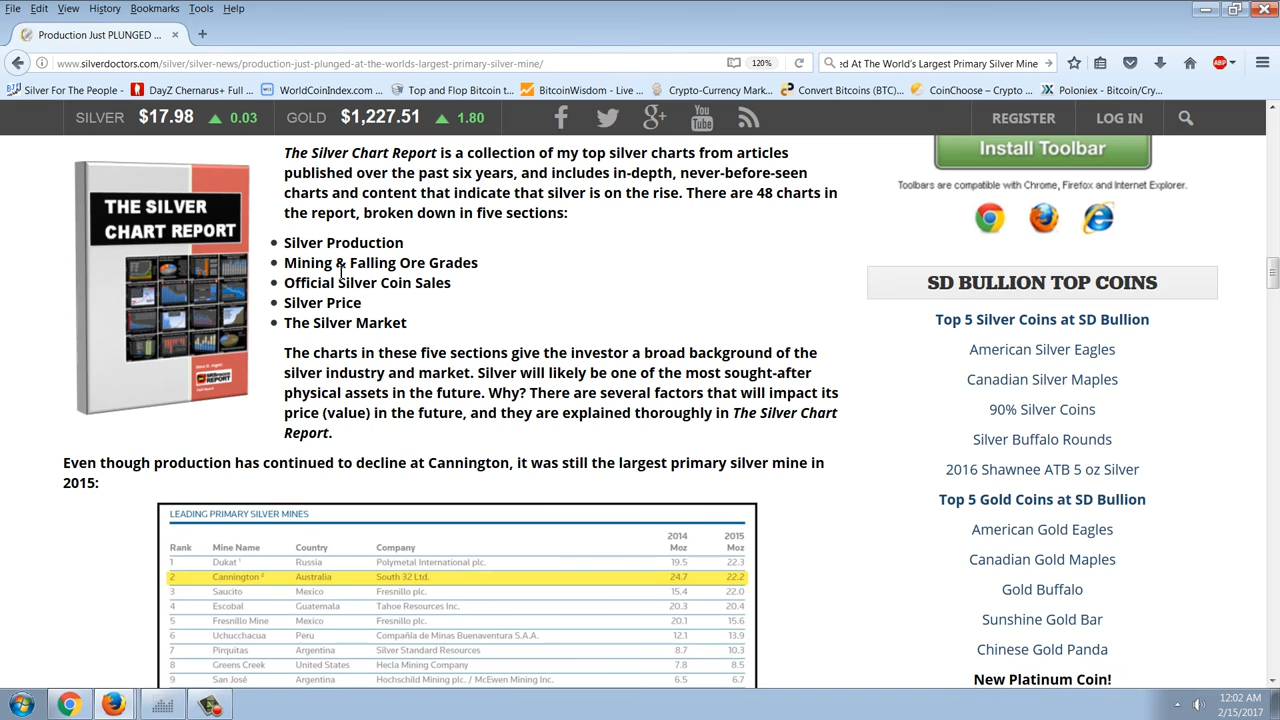 File Edit View History Bookmarks Tools Help
Production Just PLUNGED ...
www.silverdoctors.com/silver/silver-news/production-just-plunged-at-the-worlds-largest-primary-silver-mine/
120%
:d At The World's Largest Primary Silver Mine
ABP
Silver For The People - DayZ Chernarus+ Full ... WorldCoinIndex.com ... Top and Flop Bitcoin t... BitcoinWisdom - Live ... Crypto-Currency Mark... Convert Bitcoins (BTC)... CoinChoose – Crypto ... Poloniex - Bitcoin/Cry...
SILVER $17.98 0.03 GOLD $1,227.51 1.80
You Tube
REGISTER LOG IN
THE SILVER
CHART REPORT
The Silver Chart Report is a collection of my top silver charts from articles
published over the past six years, and includes in-depth, never-before-seen
charts and content that indicate that silver is on the rise. There are 48 charts in
the report, broken down in five sections:
Silver Production
Mining & Falling Ore Grades
Official Silver Coin Sales
Silver Price
The Silver Market
The charts in these five sections give the investor a broad background of the
silver industry and market. Silver will likely be one of the most sought-after
physical assets in the future. Why? There are several factors that will impact its
price (value) in the future, and they are explained thoroughly in The Silver Chart
Report.
Even though production has continued to decline at Cannington, it was still the largest primary silver mine in
2015:
LEADING PRIMARY SILVER MINES
2014 2015
Rank Mine Name Country Company Moz Moz
1 Dukat ¹ Russia Polymetal International plc. 19.5 22.3
2 Cannington ² Australia South 32 Ltd. 24.7 22.2
3 Saucito Mexico Fresnillo plc. 15.4 22.0
4 Escobal Guatemala Tahoe Resources Inc. 20.3 20.4
5 Fresnillo Mine Mexico Fresnillo plc. 20.1 15.6
6 Uchucchacua Peru Compañía de Minas Buenaventura S.A.A. 12.1 13.9
7 Pirquitas Argentina Silver Standard Resources 8.7 10.3
8 Greens Creek United States Hecla Mining Company 7.8 8.5
9 San José Argentina Hochschild Mining plc. / McEwen Mining Inc. 6.5 6.7
Install Toolbar
Toolbars are compatible with Chrome, Firefox and Internet Explorer.
SD BULLION TOP COINS
Top 5 Silver Coins at SD Bullion
American Silver Eagles
Canadian Silver Maples
90% Silver Coins
Silver Buffalo Rounds
2016 Shawnee ATB 5 oz Silver
Top 5 Gold Coins at SD Bullion
American Gold Eagles
Canadian Gold Maples
Gold Buffalo
Sunshine Gold Bar
Chinese Gold Panda
New Platinum Coin!
12:02 AM
2/15/2017